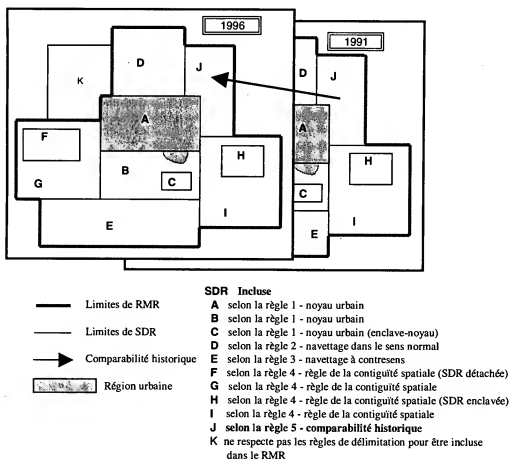 1996
1991
D
K
J
D
J
A
A
F
H
H
B
C
C
G
I
I
E
E
SDR Incluse
Limites de RMR
Limites de SDR
Comparabilité historique
Région urbaine
A selon la règle 1 - noyau urbain
B selon la règle 1 - noyau urbain
C selon la règle 1 - noyau urbain (enclave-noyau)
D selon la règle 2 - navettage dans le sens normal
E selon la règle 3 - navettage à contresens
F selon la règle 4 - règle de la contiguïté spatiale (SDR détachée)
G selon la règle 4 - règle de la contiguïté spatiale
H selon la règle 4 - règle de la contiguïté spatiale (SDR enclavée)
I selon la règle 4 - règle de la contiguïté spatiale
J selon la règle 5 - comparabilité historique
K ne respecte pas les règles de délimitation pour être incluse
dans le RMR